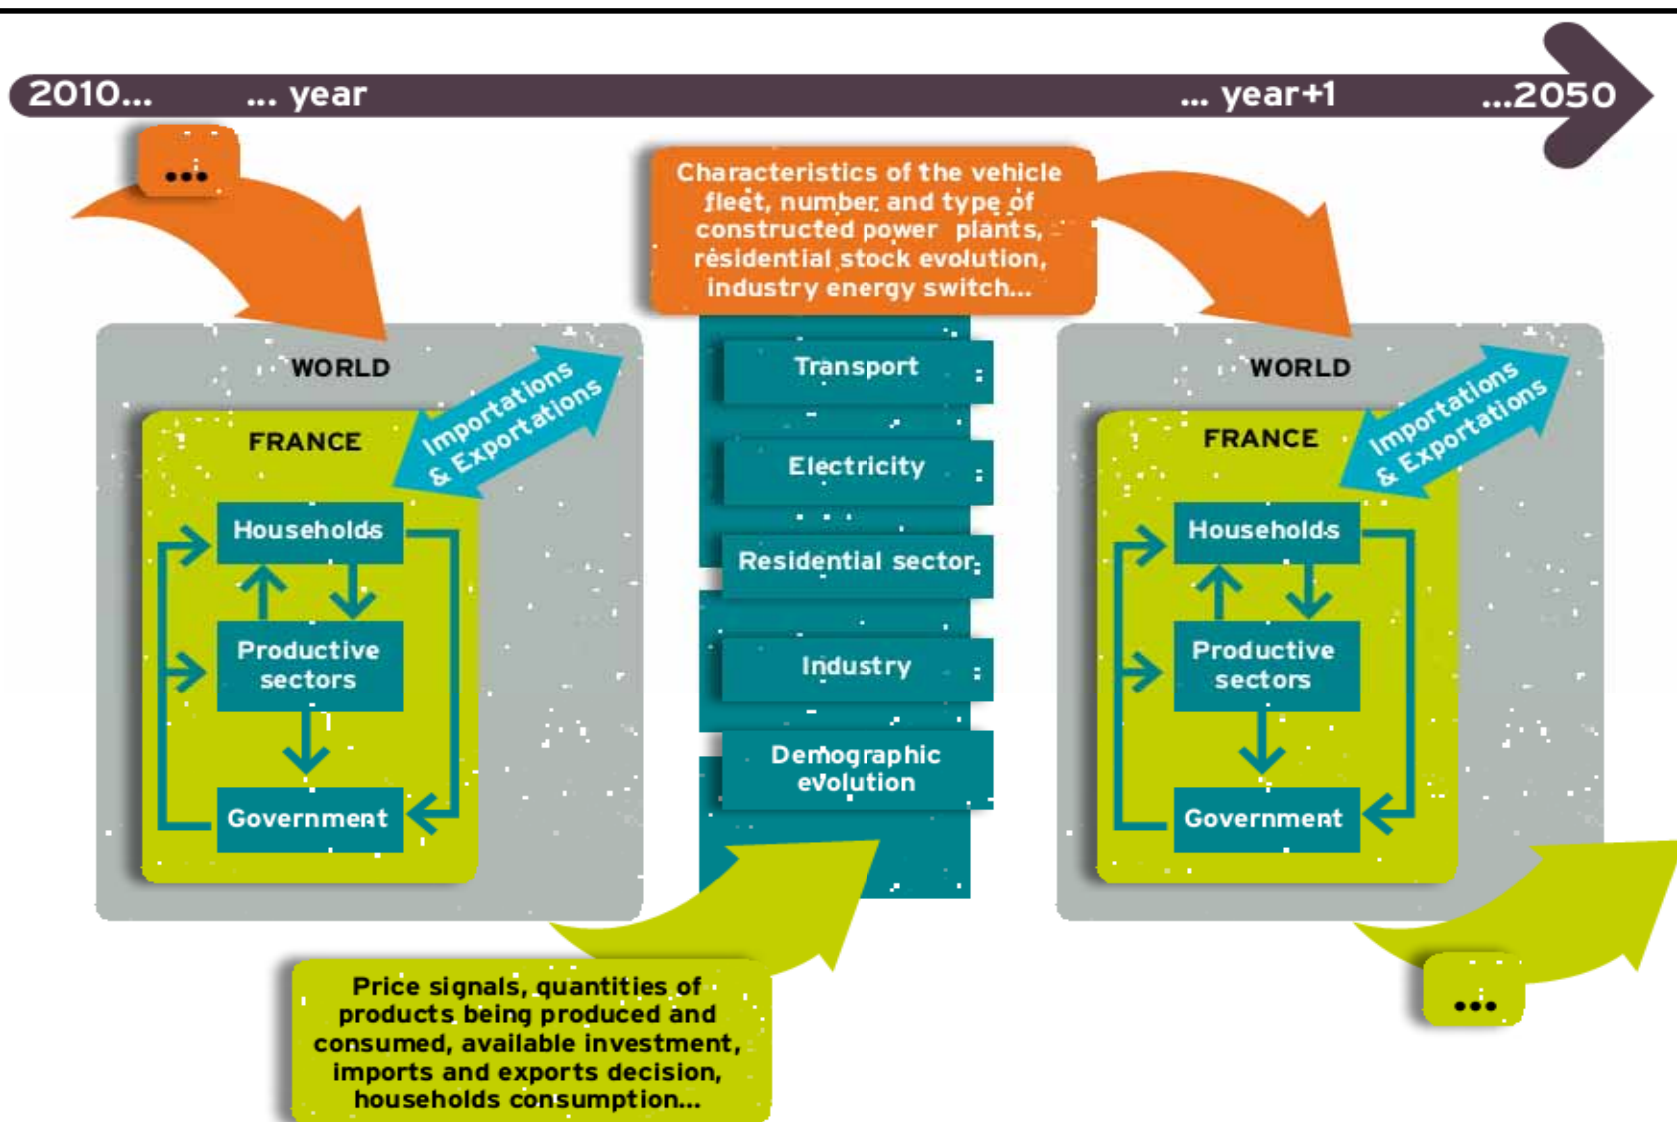 2010...
... year
... year+1
...2050
...
Characteristics of the vehicle
fleet, number and type of
constructed power plants,
residential stock evolution,
industry energy switch...
WORLD
Importations
& Exportations
FRANCE
Households
Productive
sectors
Government
Transport
Electricity
Residential sector
Industry
Demographic
evolution
WORLD
Importations
& Exportations
FRANCE
Households
Productive
sectors
Government
Price signals, quantities of
products being produced and
consumed, available investment,
imports and exports decision,
households consumption...
...